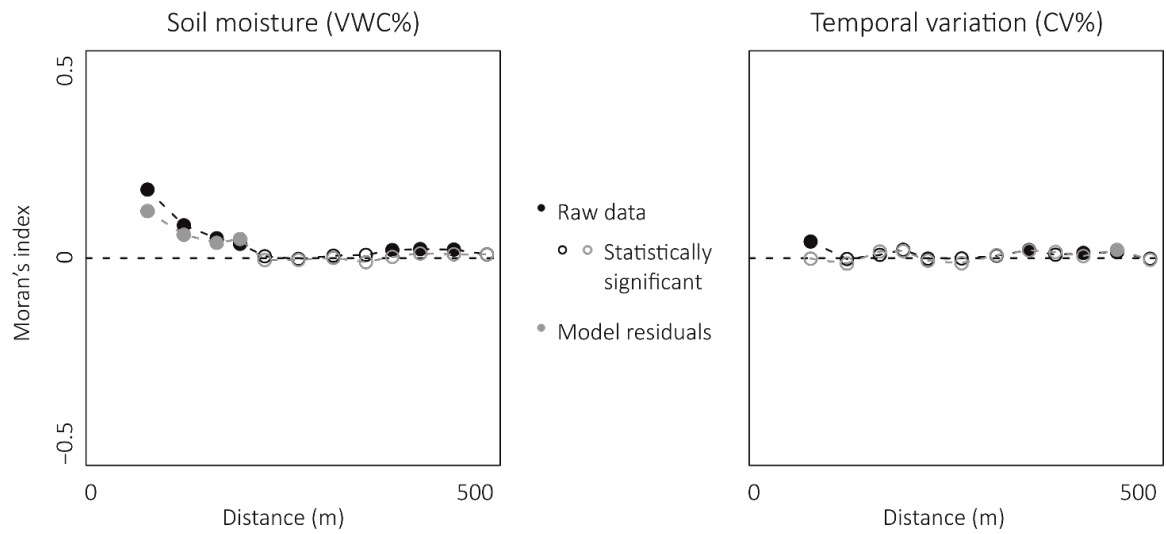 Soil moisture (VWC%)
Temporal variation (CV%)
0.5
0
−0.5
Moran's index
Raw data
Statistically
significant
Model residuals
0
500
Distance (m)
0
500
Distance (m)